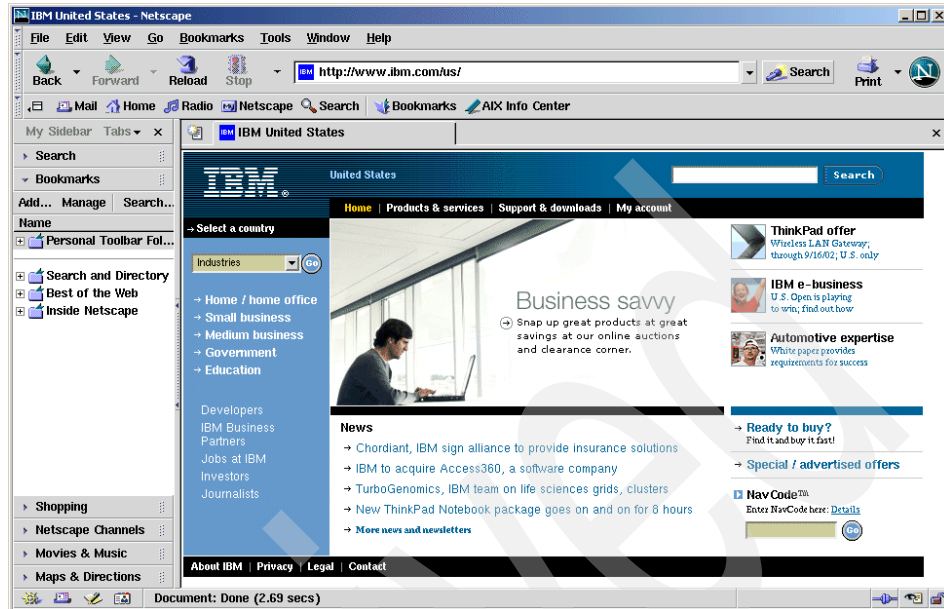 IBM United States - Netscape
File Edit View Go Bookmarks Tools Window Help
Back Forward Reload Stop
IBM http://www.ibm.com/us/
Search Print N
Mail Home Radio Netscape Search Bookmarks AIX Info Center
My Sidebar Tabs x
IBM IBM United States
Search
Bookmarks
Add... Manage Search...
Name
Personal Toolbar Fol...
Search and Directory
Best of the Web
Inside Netscape
Shopping
Netscape Channels
Movies & Music
Maps & Directions
IBM®
United States
Search
Home | Products & services | Support & downloads | My account
→ Select a country
Industries Go
→ Home / home office
→ Small business
→ Medium business
→ Government
→ Education
Developers
IBM Business
Partners
Jobs at IBM
Investors
Journalists
Business savvy
Snap up great products at great
savings at our online auctions
and clearance corner.
ThinkPad offer
Wireless LAN Gateway;
through 9/16/02; U.S. only
IBM e-business
U.S. Open is playing
to win; find out how
Automotive expertise
White paper provides
requirements for success
News
→ Chordiant, IBM sign alliance to provide insurance solutions
→ IBM to acquire Access360, a software company
→ TurboGenomics, IBM team on life sciences grids, clusters
→ New ThinkPad Notebook package goes on and on for 8 hours
→ More news and newsletters
→ Ready to buy?
Find it and buy it fast!
→ Special / advertised offers
NavCode™
Enter NavCode here: Details
Go
About IBM | Privacy | Legal | Contact
Document: Done (2.69 secs)